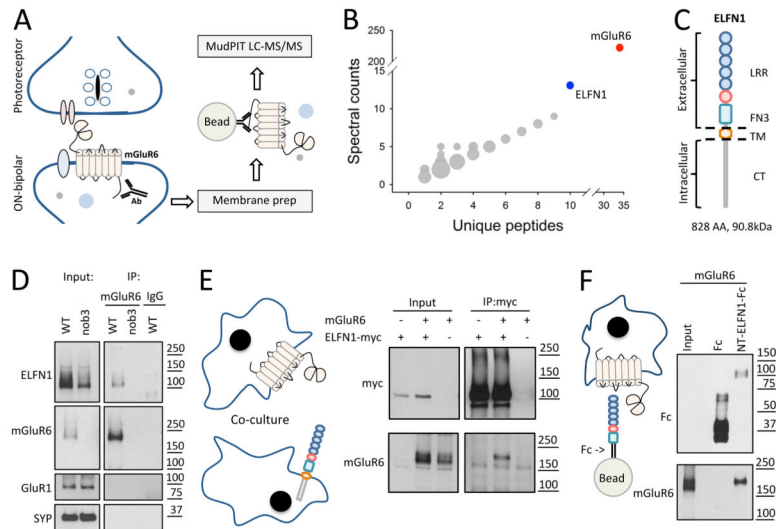 A
Photoreceptor
ON-bipolar
mGluR6
Ab
MudPIT LC-MS/MS
Bead
Membrane prep
B
Spectral counts
250
200
15
10
5
0
0 2 4 6 8 10 30 35
Unique peptides
mGluR6
ELFN1
C
ELFN1
Extracellular
Intracellular
LRR
FN3
TM
CT
828 AA, 90.8kDa
D
Input: IP:
mGluR6 IgG
WT nob3 WT nob3 WT
ELFN1
250
150
100
75
mGluR6
250
150
100
GluR1
100
75
SYP
37
E
Co-culture
Input IP:myc
mGluR6 - + + - + +
ELFN1-myc + + - + + -
myc
250
150
100
mGluR6
250
150
100
F
Fc ->
Bead
mGluR6
Input
Fc
NT-ELFN1-Fc
Fc
250
150
100
75
50
37
mGluR6
250
150
100